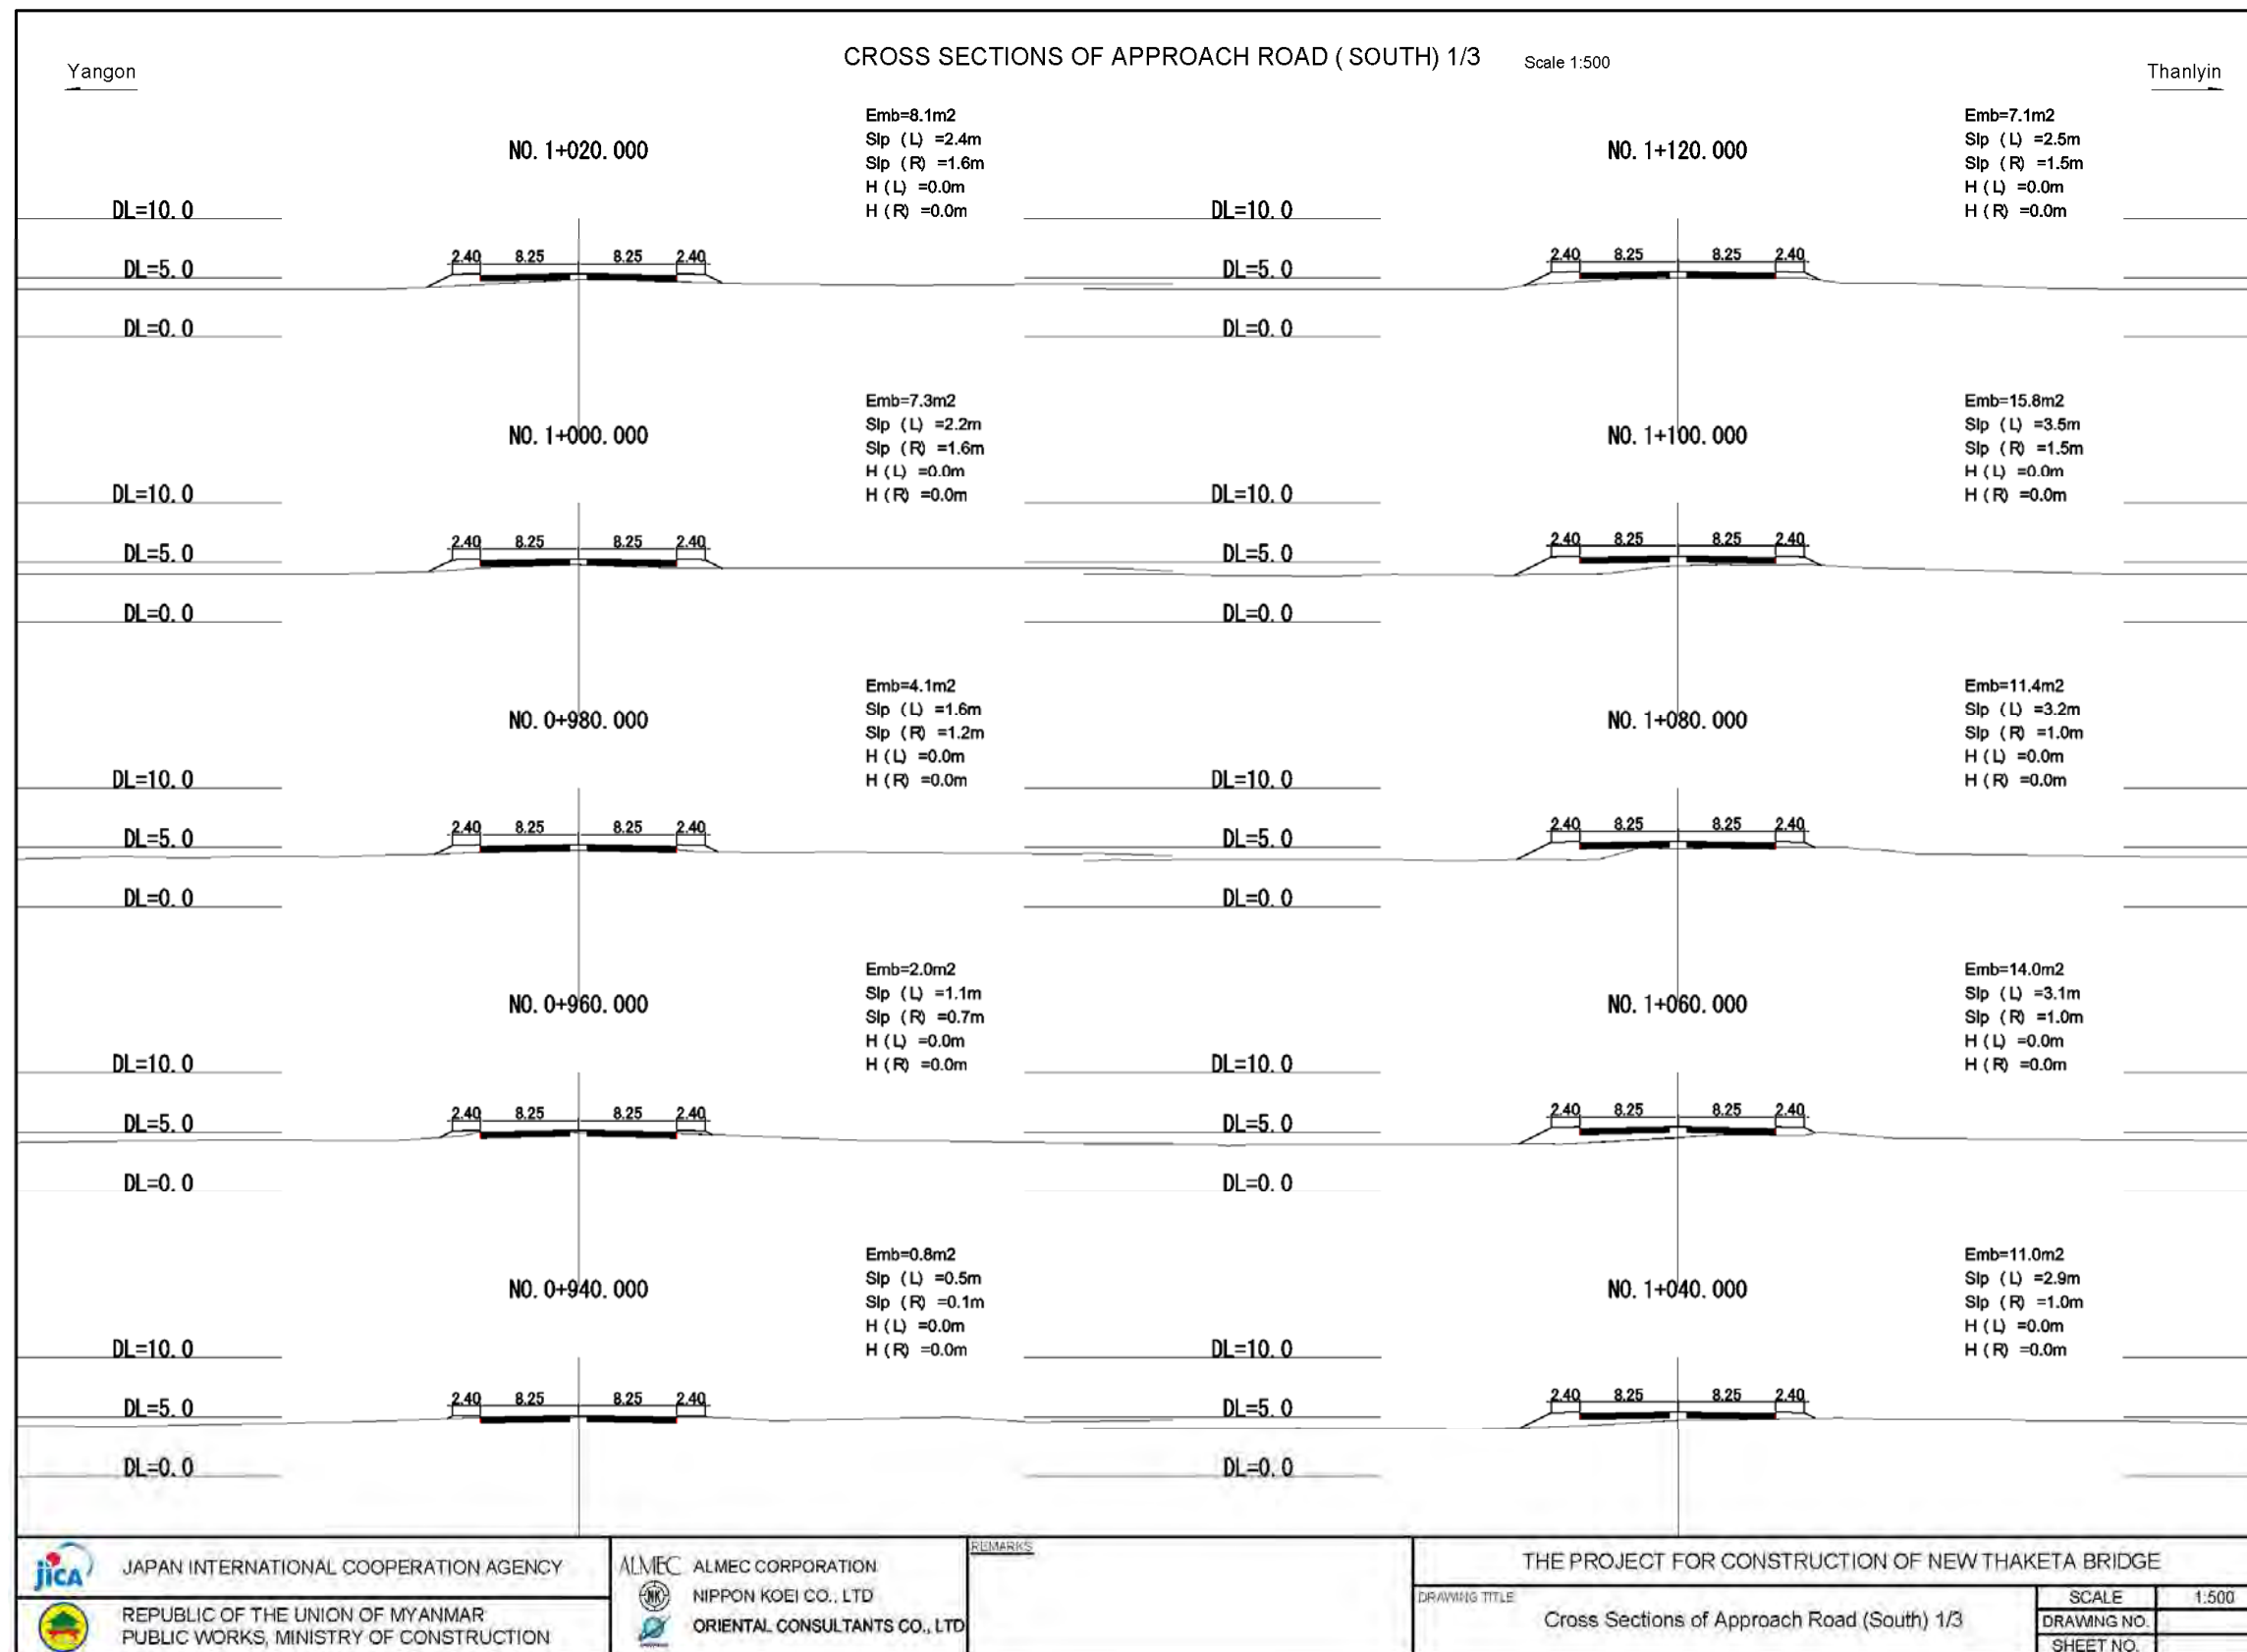 CROSS SECTIONS OF APPROACH ROAD ( SOUTH) 1/3 Scale 1:500
Yangon
Thanlyin
NO. 1+020. 000
Emb=8.1m2
Slp (L) =2.4m
Slp (R) =1.6m
H (L) =0.0m
H (R) =0.0m
DL=10. 0
2.40 8.25 8.25 2.40
DL=5. 0
DL=0. 0
NO. 1+120. 000
Emb=7.1m2
Slp (L) =2.5m
Slp (R) =1.5m
H (L) =0.0m
H (R) =0.0m
DL=10. 0
2.40 8.25 8.25 2.40
DL=5. 0
DL=0. 0
NO. 1+000. 000
Emb=7.3m2
Slp (L) =2.2m
Slp (R) =1.6m
H (L) =0.0m
H (R) =0.0m
DL=10. 0
2.40 8.25 8.25 2.40
DL=5. 0
DL=0. 0
NO. 1+100. 000
Emb=15.8m2
Slp (L) =3.5m
Slp (R) =1.5m
H (L) =0.0m
H (R) =0.0m
DL=10. 0
2.40 8.25 8.25 2.40
DL=5. 0
DL=0. 0
NO. 0+980. 000
Emb=4.1m2
Slp (L) =1.6m
Slp (R) =1.2m
H (L) =0.0m
H (R) =0.0m
DL=10. 0
2.40 8.25 8.25 2.40
DL=5. 0
DL=0. 0
NO. 1+080. 000
Emb=11.4m2
Slp (L) =3.2m
Slp (R) =1.0m
H (L) =0.0m
H (R) =0.0m
DL=10. 0
2.40 8.25 8.25 2.40
DL=5. 0
DL=0. 0
NO. 0+960. 000
Emb=2.0m2
Slp (L) =1.1m
Slp (R) =0.7m
H (L) =0.0m
H (R) =0.0m
DL=10. 0
2.40 8.25 8.25 2.40
DL=5. 0
DL=0. 0
NO. 1+060. 000
Emb=14.0m2
Slp (L) =3.1m
Slp (R) =1.0m
H (L) =0.0m
H (R) =0.0m
DL=10. 0
2.40 8.25 8.25 2.40
DL=5. 0
DL=0. 0
NO. 0+940. 000
Emb=0.8m2
Slp (L) =0.5m
Slp (R) =0.1m
H (L) =0.0m
H (R) =0.0m
DL=10. 0
2.40 8.25 8.25 2.40
DL=5. 0
DL=0. 0
NO. 1+040. 000
Emb=11.0m2
Slp (L) =2.9m
Slp (R) =1.0m
H (L) =0.0m
H (R) =0.0m
DL=10. 0
2.40 8.25 8.25 2.40
DL=5. 0
DL=0. 0
jICA JAPAN INTERNATIONAL COOPERATION AGENCY
REPUBLIC OF THE UNION OF MYANMAR
PUBLIC WORKS, MINISTRY OF CONSTRUCTION
ALMEC ALMEC CORPORATION
NK NIPPON KOEI CO., LTD
ORIENTAL CONSULTANTS CO., LTD
REMARKS
THE PROJECT FOR CONSTRUCTION OF NEW THAKETA BRIDGE
DRAWING TITLE
Cross Sections of Approach Road (South) 1/3
SCALE 1:500
DRAWING NO.
SHEET NO.